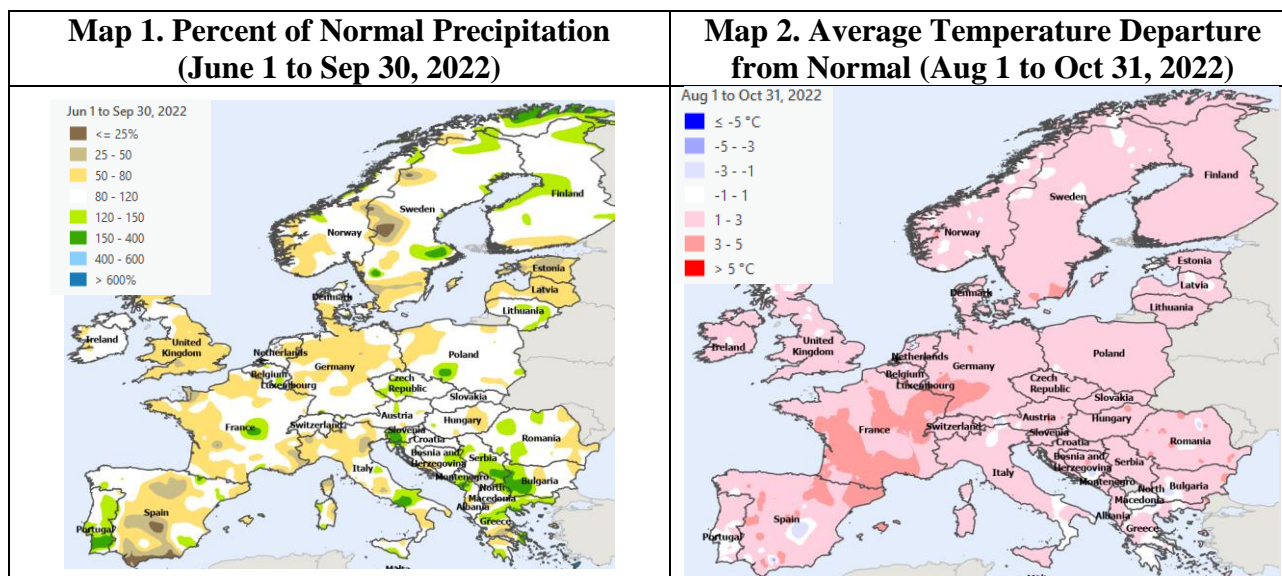 Map 1. Percent of Normal Precipitation
(June 1 to Sep 30, 2022)
Map 2. Average Temperature Departure
from Normal (Aug 1 to Oct 31, 2022)
Jun 1 to Sep 30, 2022
<= 25%
25 - 50
50 - 80
80 - 120
120 - 150
150 - 400
400 - 600
> 600%
Finland
Sweden
Norway
Estonia
Latvia
Denmark
Lithuania
Ireland
United
Kingdom
Netherlands
Poland
Belgium
Germany
Luxembourg
Czech
Republic
Slovakia
France
Switzerland
Austria
Hungary
Slovenia
Croatia
Romania
Bosnia and
Herzegovina
Serbia
Italy
Montenegro
Bulgaria
North
Macedonia
Albania
Spain
Portugal
Greece
Malta
Aug 1 to Oct 31, 2022
≤ -5 °C
-5 - -3
-3 - -1
-1 - 1
1 - 3
3 - 5
> 5 °C
Finland
Sweden
Norway
Estonia
Latvia
Denmark
Lithuania
Ireland
United
Kingdom
Netherlands
Poland
Belgium
Germany
Luxembourg
Czech
Republic
Slovakia
France
Switzerland
Austria
Hungary
Slovenia
Croatia
Romania
Bosnia and
Herzegovina
Serbia
Italy
Montenegro
Bulgaria
North
Macedonia
Albania
Spain
Portugal
Greece